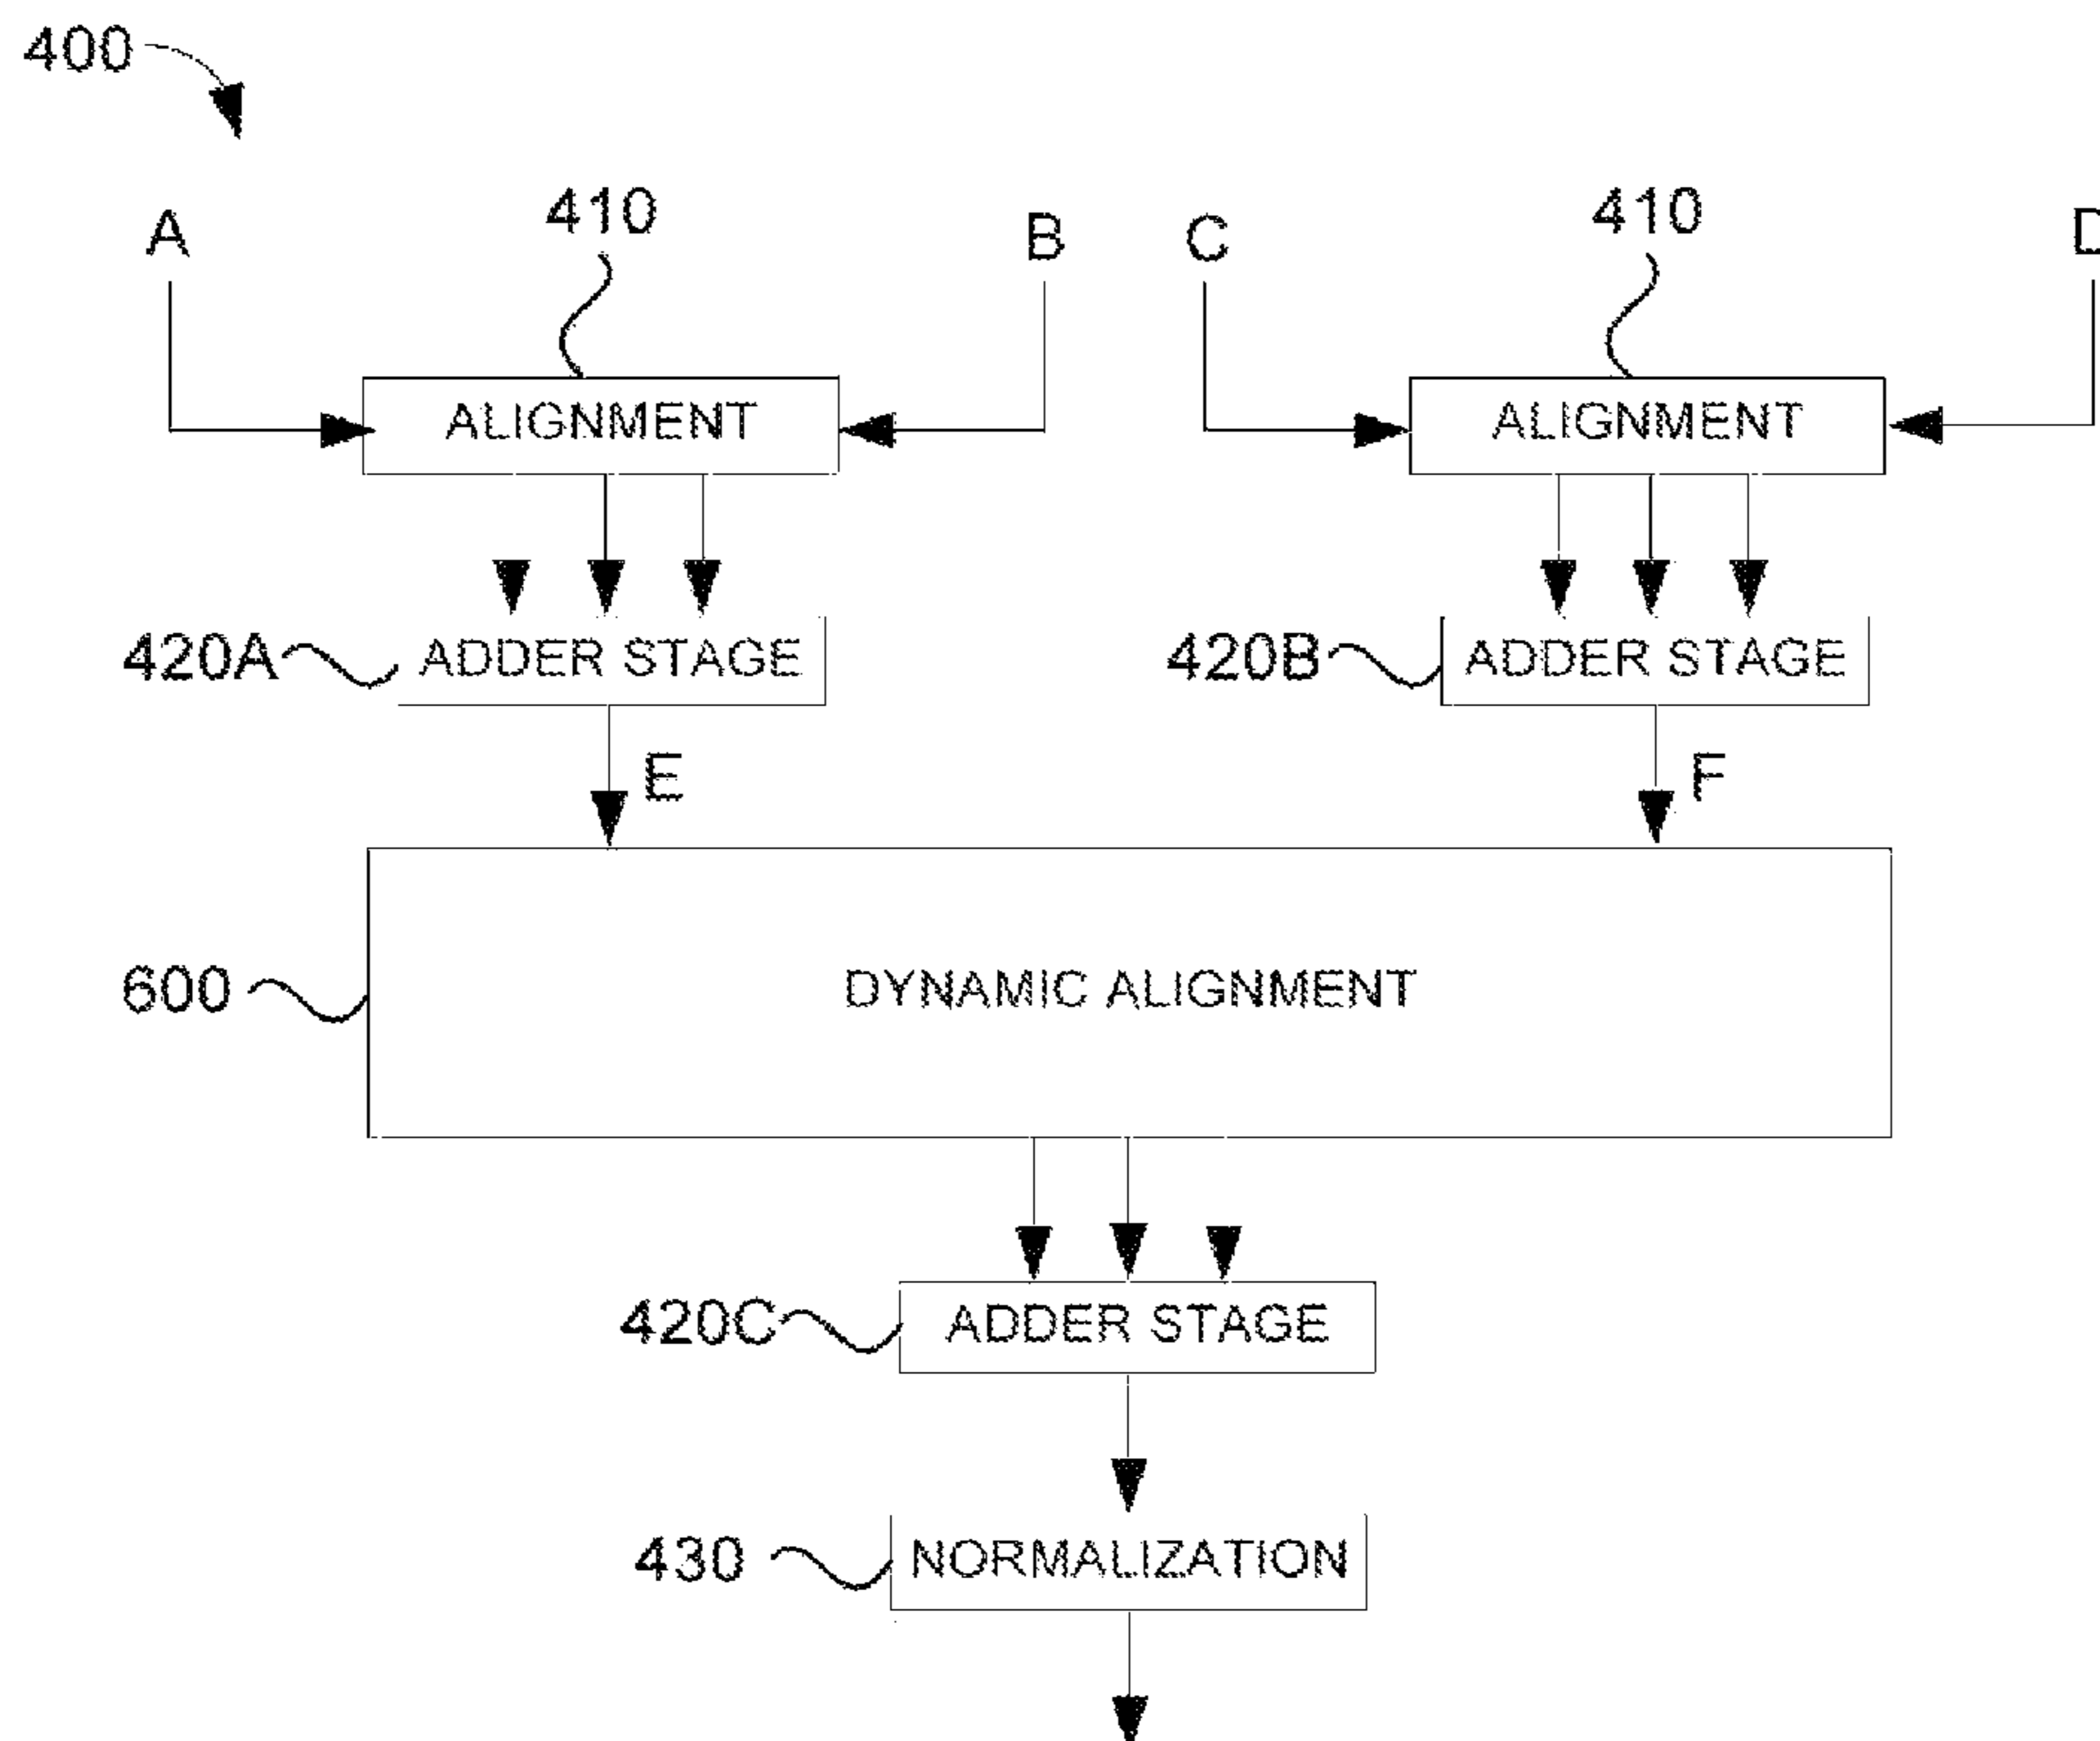 400
A
410
B
C
410
D
ALIGNMENT
ALIGNMENT
420A
ADDER STAGE
420B
ADDER STAGE
E
F
600
DYNAMIC ALIGNMENT
420C
ADDER STAGE
430
NORMALIZATION